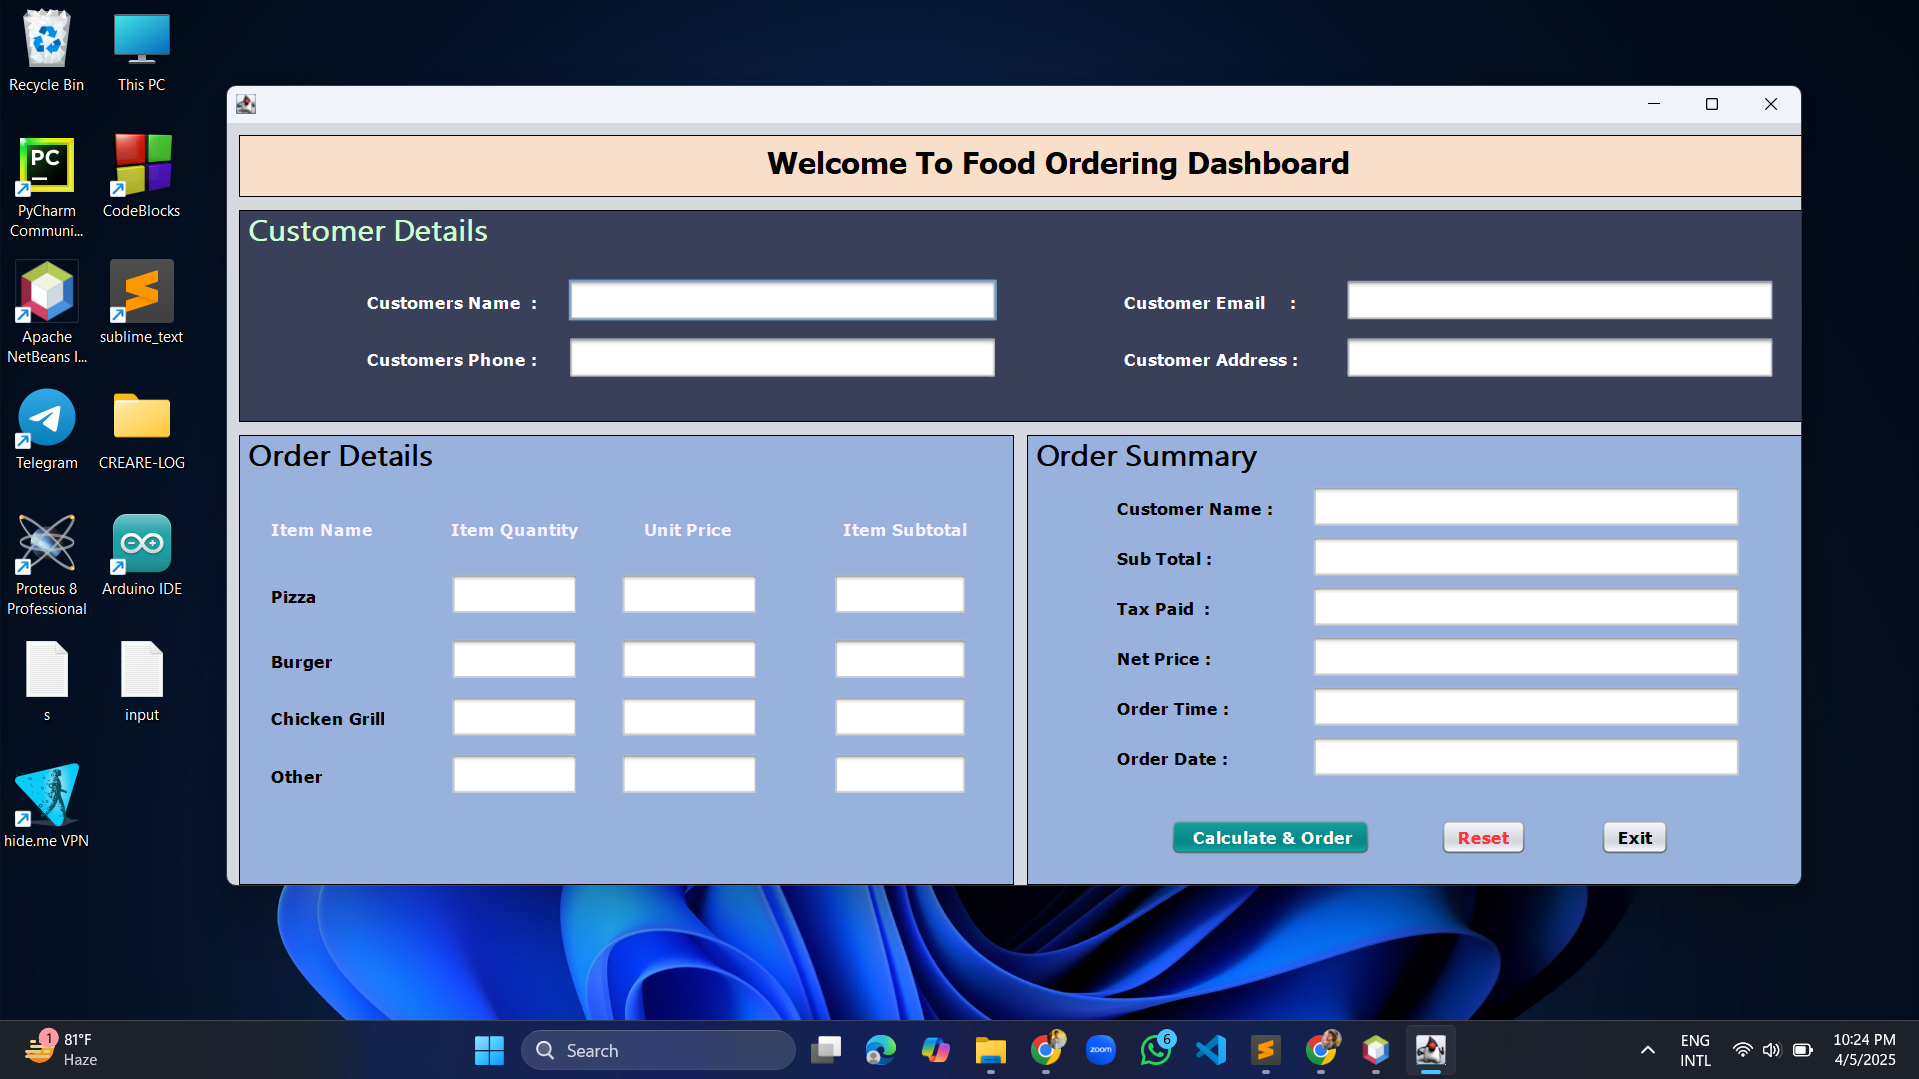 Recycle Bin
This PC
PC
PyCharm
Communi...
CodeBlocks
Apache
NetBeans I...
sublime_text
Telegram
CREARE-LOG
Proteus 8
Professional
Arduino IDE
s
input
hide.me VPN
Welcome To Food Ordering Dashboard
Customer Details
Customers Name :
Customer Email :
Customers Phone :
Customer Address :
Order Details
Item Name
Item Quantity
Unit Price
Item Subtotal
Pizza
Burger
Chicken Grill
Other
Order Summary
Customer Name :
Sub Total :
Tax Paid :
Net Price :
Order Time :
Order Date :
Calculate & Order
Reset
Exit
1
81°F
Haze
Search
zoom
6
ENG
INTL
10:24 PM
4/5/2025